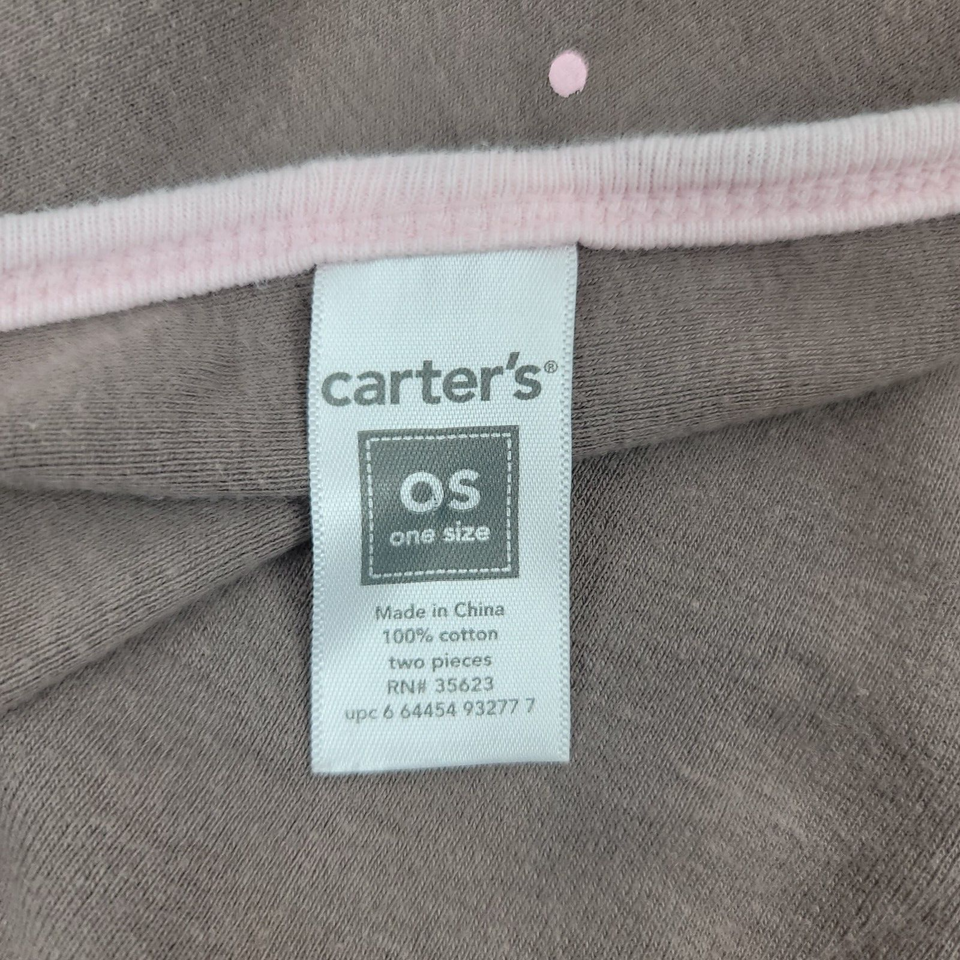 carter's®
OS
one size
Made in China
100% cotton
two pieces
RN# 35623
upc 6 64454 93277 7